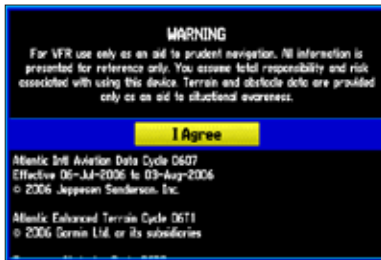 WARNING
For VFR use only as an aid to prudent navigation. All information is
presented for reference only. You assume total responsibility and risk
associated with using this device. Terrain and obstacle data are provided
only as an aid to situational awareness.
I Agree
Atlantic Intl Aviation Data Cycle 0607
Effective 06-Jul-2006 to 03-Aug-2006
© 2006 Jeppesen Sanderson, Inc.
Atlantic Enhanced Terrain Cycle 06T1
© 2006 Garmin Ltd. or its subsidiaries